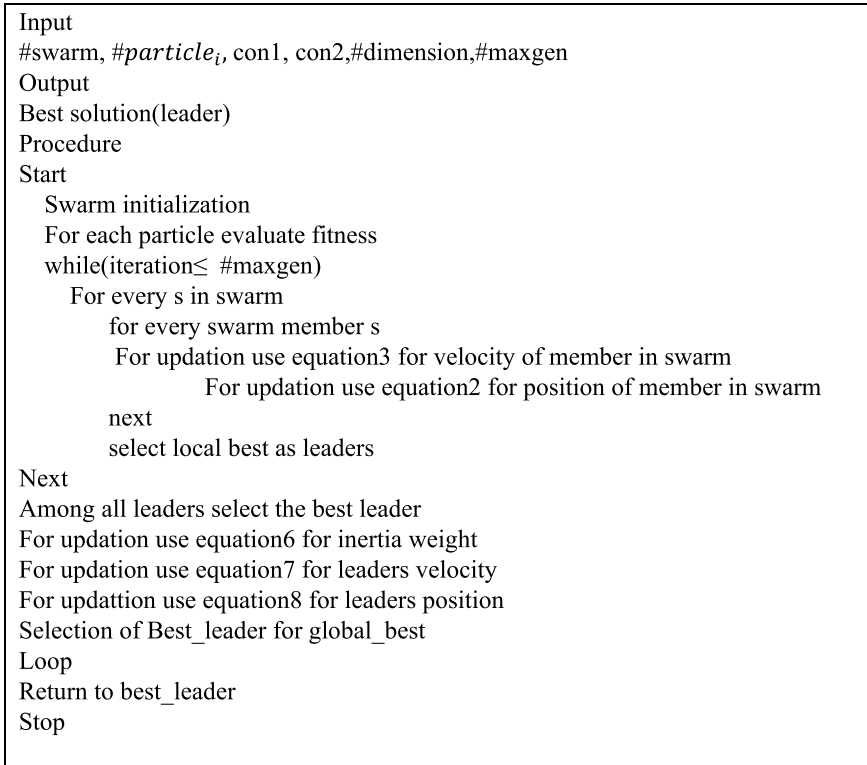 Input
#swarm, #particleᵢ, con1, con2,#dimension,#maxgen
Output
Best solution(leader)
Procedure
Start
Swarm initialization
For each particle evaluate fitness
while(iteration≤ #maxgen)
For every s in swarm
for every swarm member s
For updation use equation3 for velocity of member in swarm
For updation use equation2 for position of member in swarm
next
select local best as leaders
Next
Among all leaders select the best leader
For updation use equation6 for inertia weight
For updation use equation7 for leaders velocity
For updattion use equation8 for leaders position
Selection of Best_leader for global_best
Loop
Return to best_leader
Stop